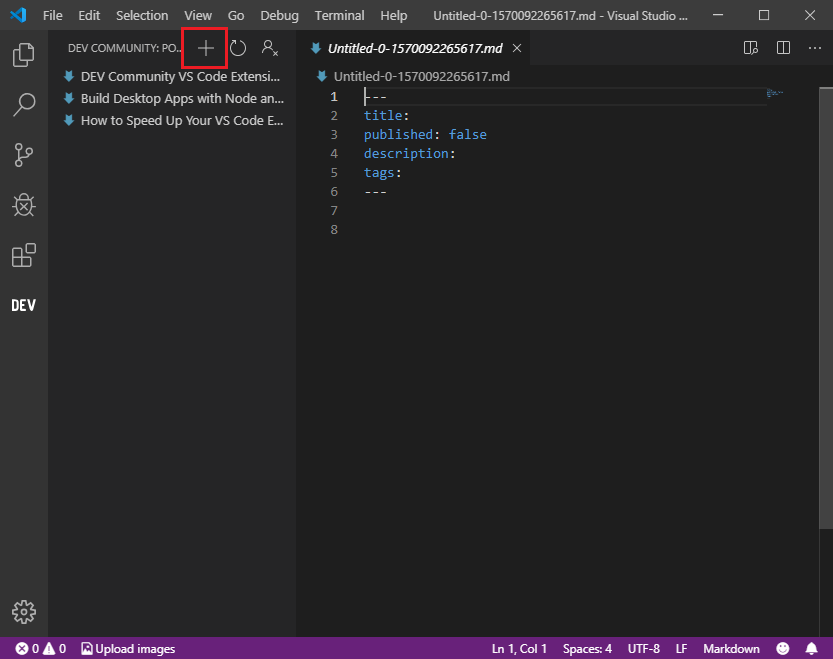 File Edit Selection View Go Debug Terminal Help Untitled-0-1570092265617.md - Visual Studio ...
DEV COMMUNITY: PO...
DEV Community VS Code Extensi...
Build Desktop Apps with Node an...
How to Speed Up Your VS Code E...
DEV
Untitled-0-1570092265617.md
Untitled-0-1570092265617.md
1 ---
2 title:
3 published: false
4 description:
5 tags:
6 ---
7
8
0 0 Upload images Ln 1, Col 1 Spaces: 4 UTF-8 LF Markdown